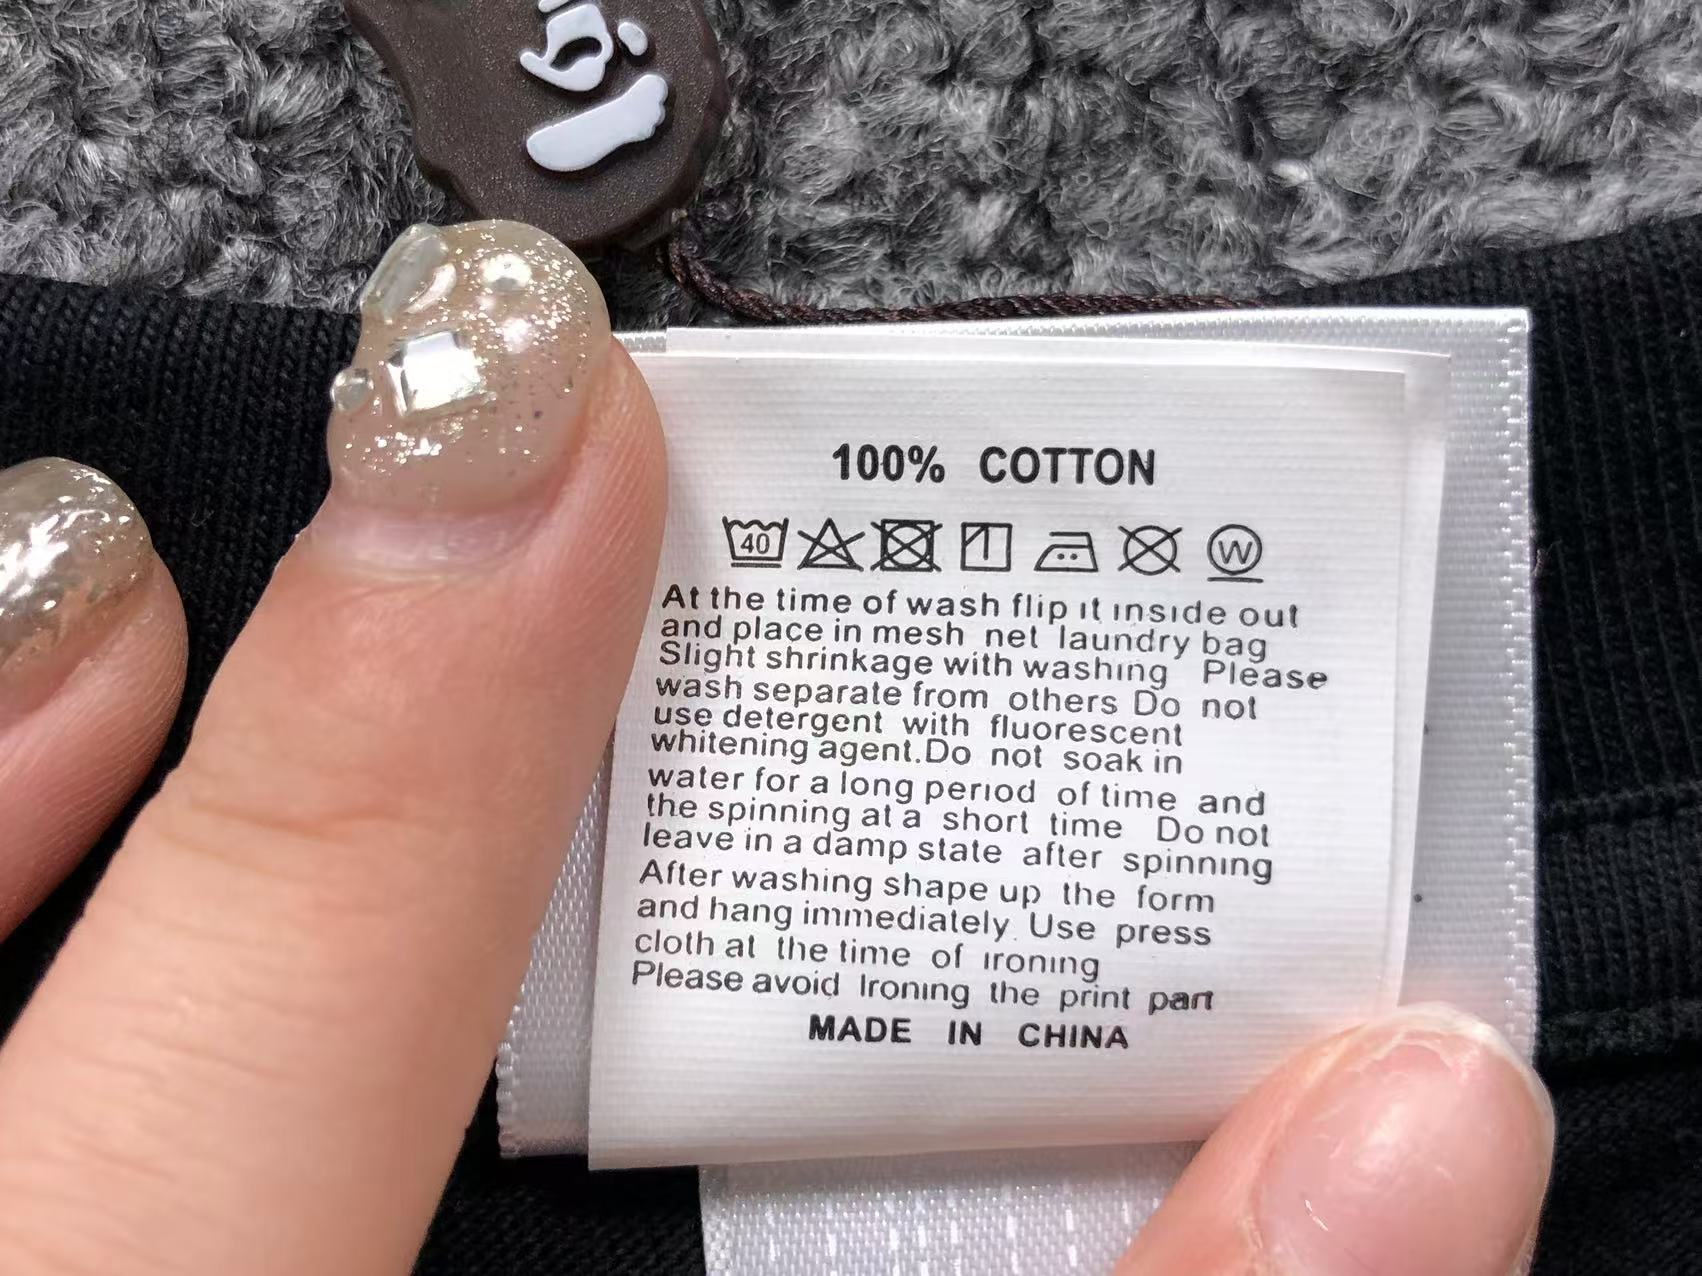 100% COTTON
40 W
At the time of wash flip it inside out
and place in mesh net laundry bag
Slight shrinkage with washing Please
wash separate from others Do not
use detergent with fluorescent
whitening agent.Do not soak in
water for a long period of time and
the spinning at a short time Do not
leave in a damp state after spinning
After washing shape up the form
and hang immediately. Use press
cloth at the time of ironing
Please avoid Ironing the print part
MADE IN CHINA